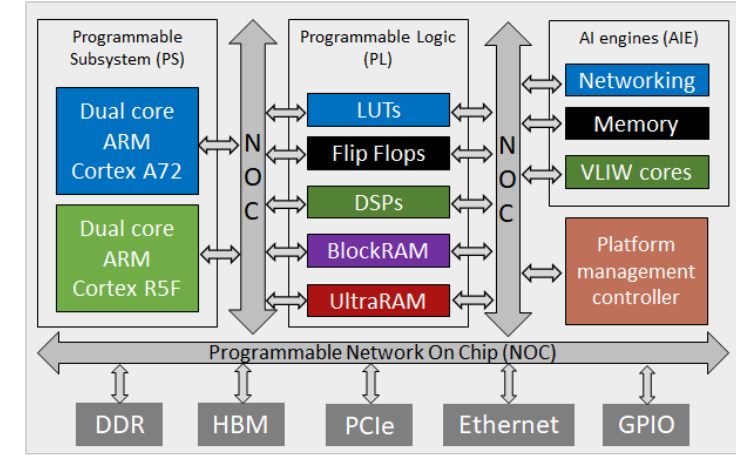 Programmable
Subsystem (PS)
Dual core
ARM
Cortex A72
Dual core
ARM
Cortex R5F
N
O
C
Programmable Logic
(PL)
LUTs
Flip Flops
DSPs
BlockRAM
UltraRAM
N
O
C
AI engines (AIE)
Networking
Memory
VLIW cores
Platform
management
controller
Programmable Network On Chip (NOC)
DDR
HBM
PCIe
Ethernet
GPIO